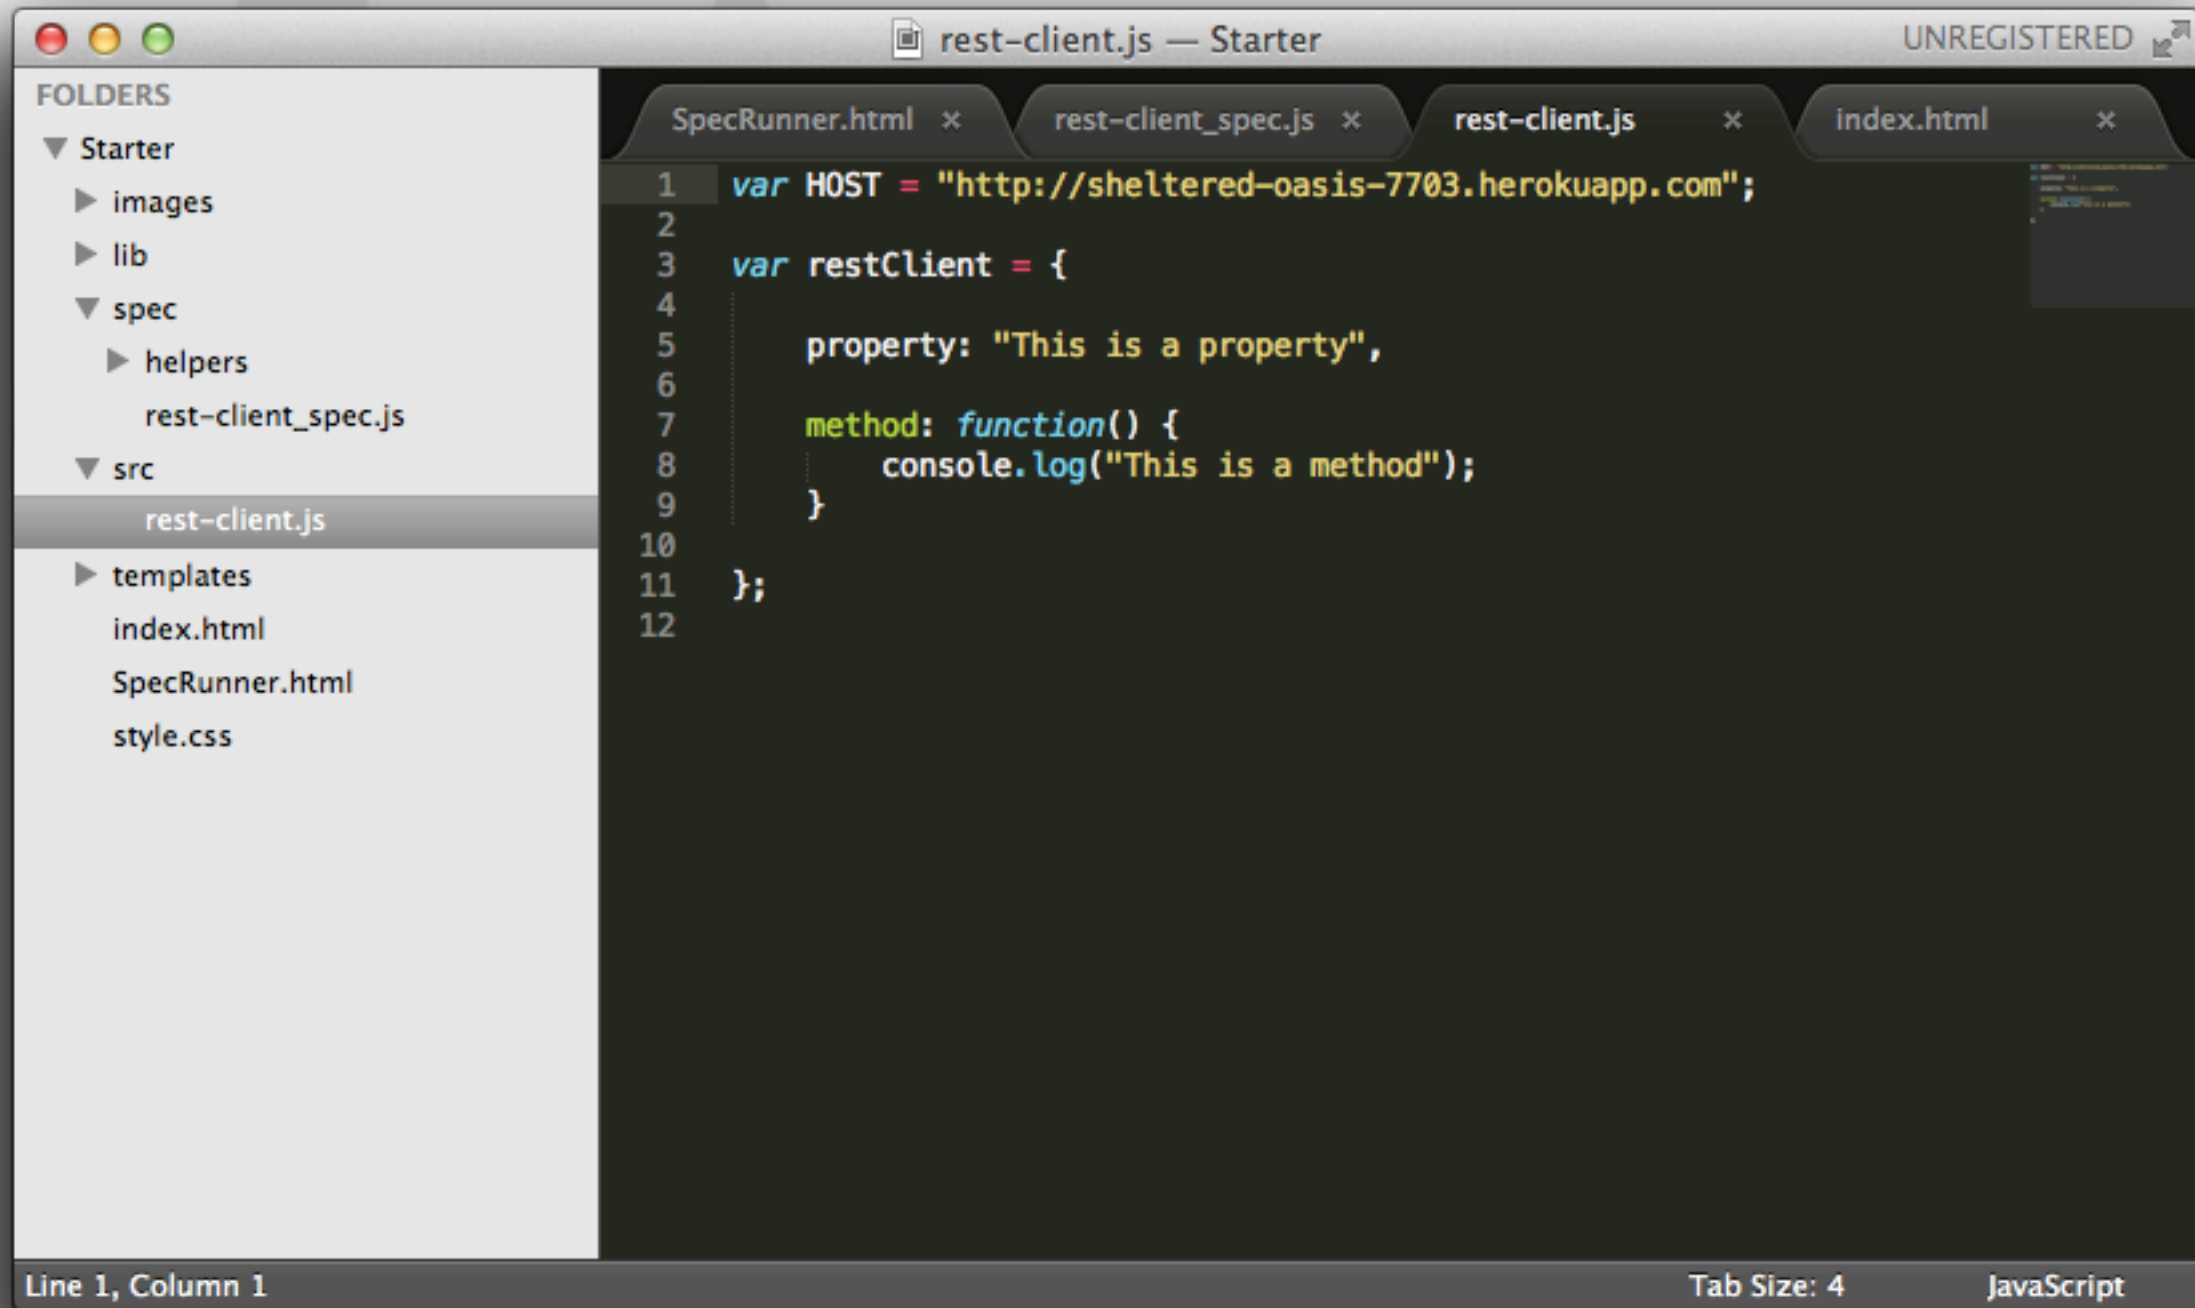 rest-client.js — Starter
UNREGISTERED
FOLDERS
Starter
images
lib
spec
helpers
rest-client_spec.js
src
rest-client.js
templates
index.html
SpecRunner.html
style.css
SpecRunner.html × rest-client_spec.js × rest-client.js × index.html ×
1 var HOST = "http://sheltered-oasis-7703.herokuapp.com";
2
3 var restClient = {
4
5     property: "This is a property",
6
7     method: function() {
8         console.log("This is a method");
9     }
10
11 };
12
Line 1, Column 1
Tab Size: 4
JavaScript